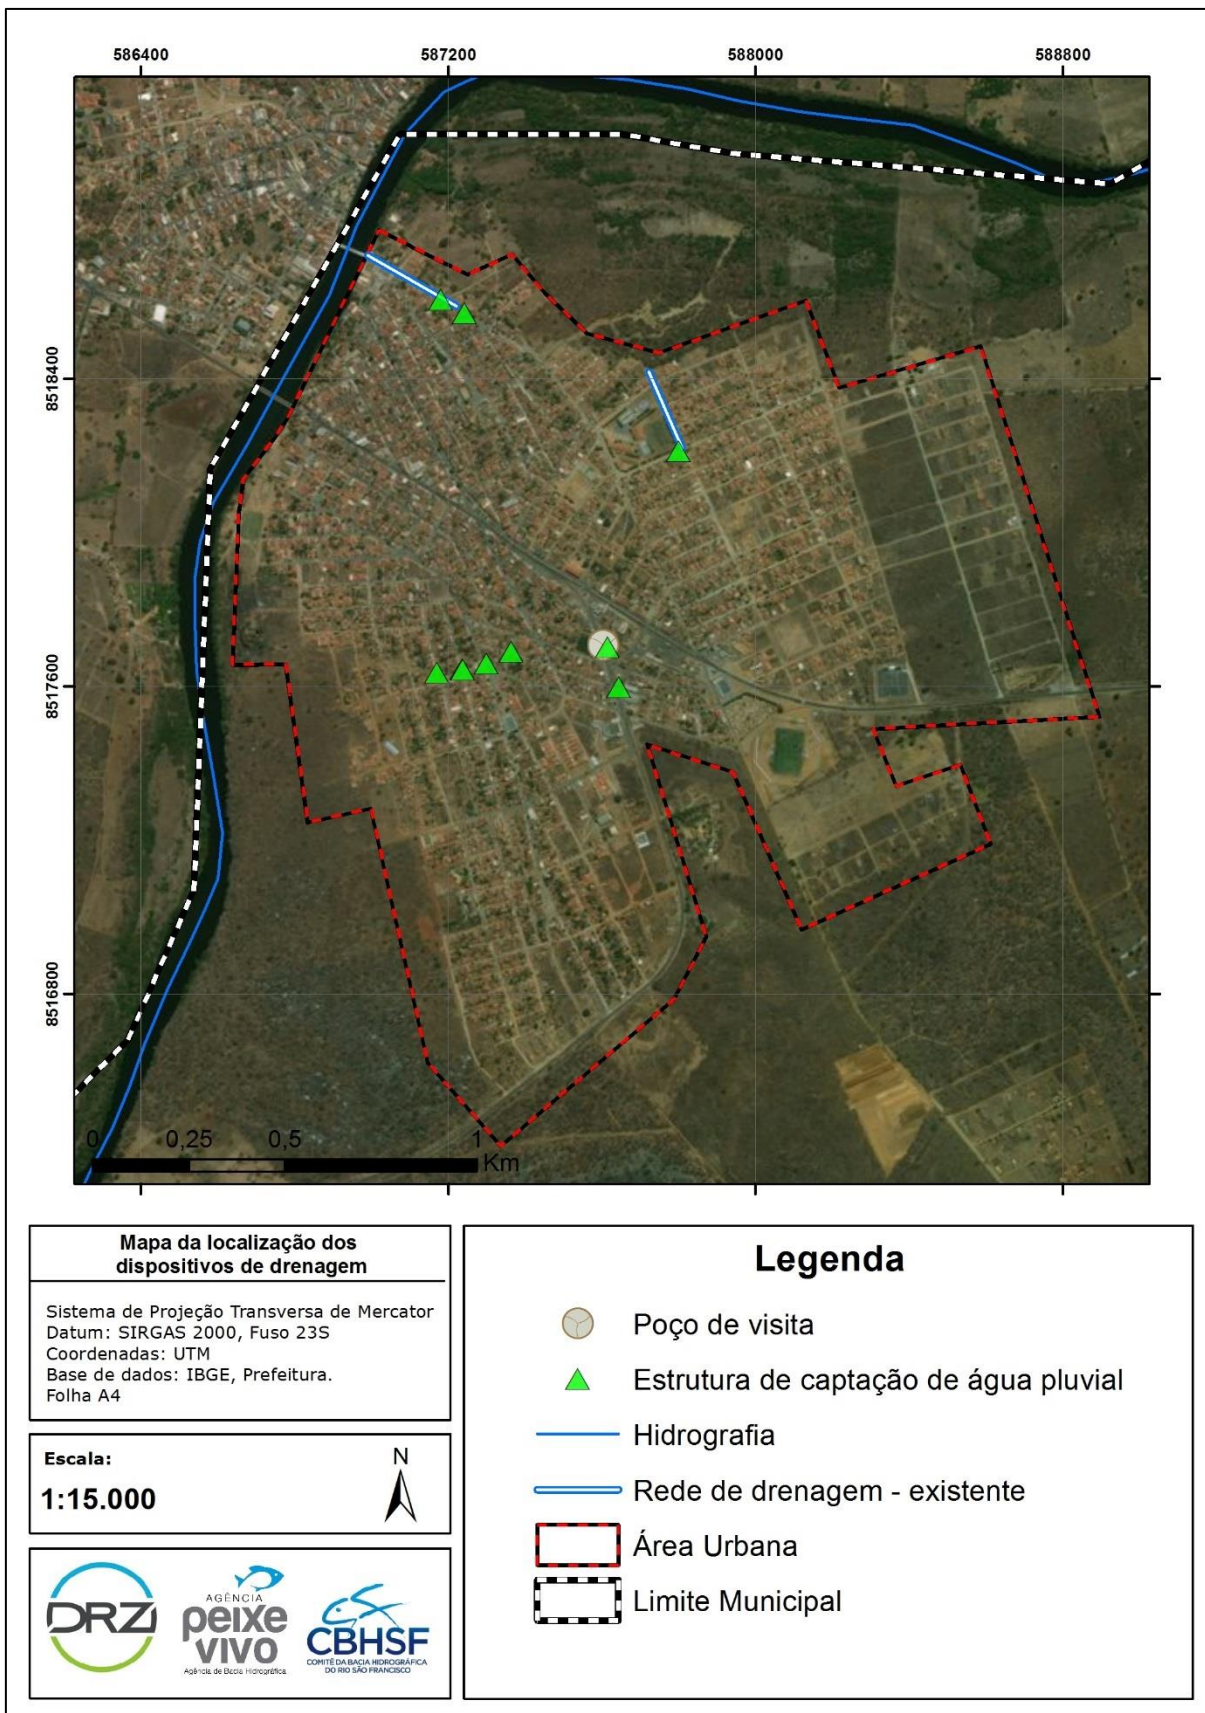 586400
587200
588000
588800
8518400
8517600
8516800
0
0,25
0,5
1
Km
Mapa da localização dos
dispositivos de drenagem
Sistema de Projeção Transversa de Mercator
Datum: SIRGAS 2000, Fuso 23S
Coordenadas: UTM
Base de dados: IBGE, Prefeitura.
Folha A4
Escala:
1:15.000
N
DRZ
AGÊNCIA
peixe
vivo
Agência de Bacia Hidrográfica
CBHSF
COMITÊ DA BACIA HIDROGRÁFICA
DO RIO SÃO FRANCISCO
Legenda
Poço de visita
Estrutura de captação de água pluvial
Hidrografia
Rede de drenagem - existente
Área Urbana
Limite Municipal